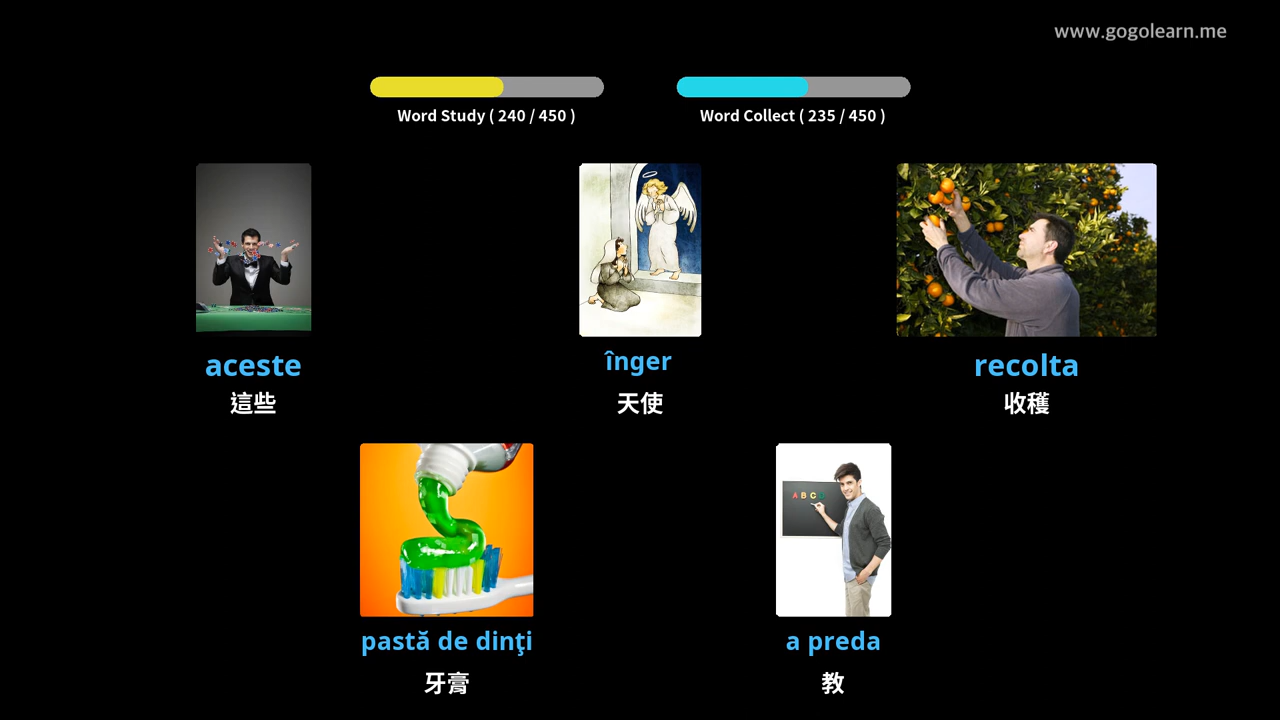 www.gogolearn.me
Word Study ( 240 / 450 )
Word Collect ( 235 / 450 )
aceste
這些
înger
天使
recolta
收穫
A B C D
pastă de dinţi
牙膏
a preda
教